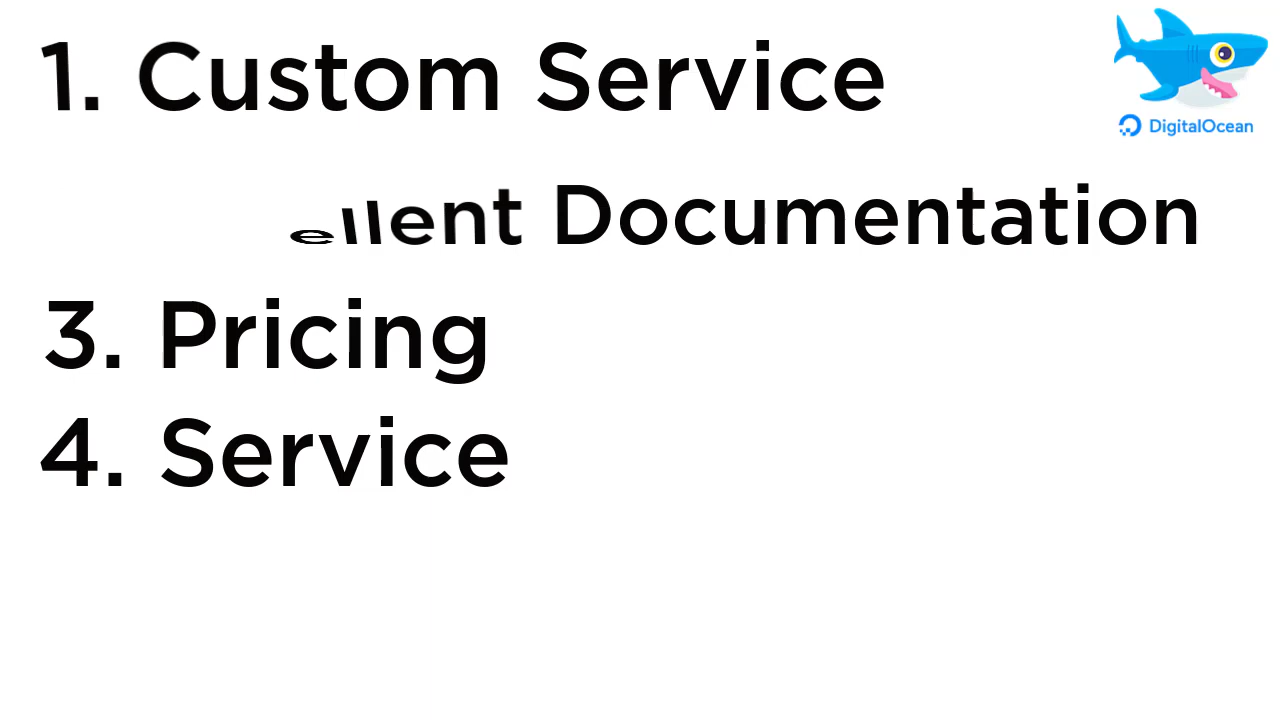 1. Custom Service
DigitalOcean
ellent Documentation
3. Pricing
4. Service